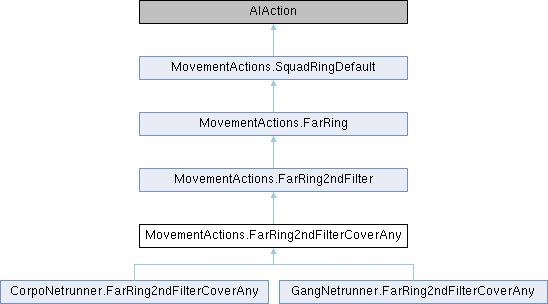 AIAction
MovementActions.SquadRingDefault
MovementActions.FarRing
MovementActions.FarRing2ndFilter
MovementActions.FarRing2ndFilterCoverAny
CorpoNetrunner.FarRing2ndFilterCoverAny
GangNetrunner.FarRing2ndFilterCoverAny